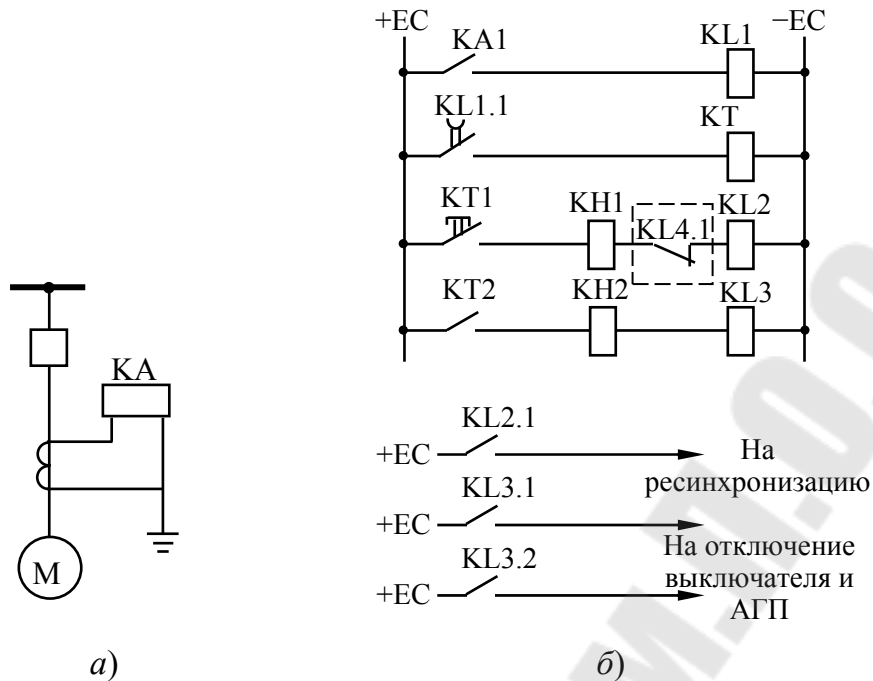 +EC
−EC
KA1
KL1
KL1.1
KT
KT1
KH1
KL4.1
KL2
KT2
KH2
KL3
KA
M
KL2.1
+EC
На
ресинхронизацию
KL3.1
+EC
На отключение
выключателя и
АГП
KL3.2
+EC
а)
б)